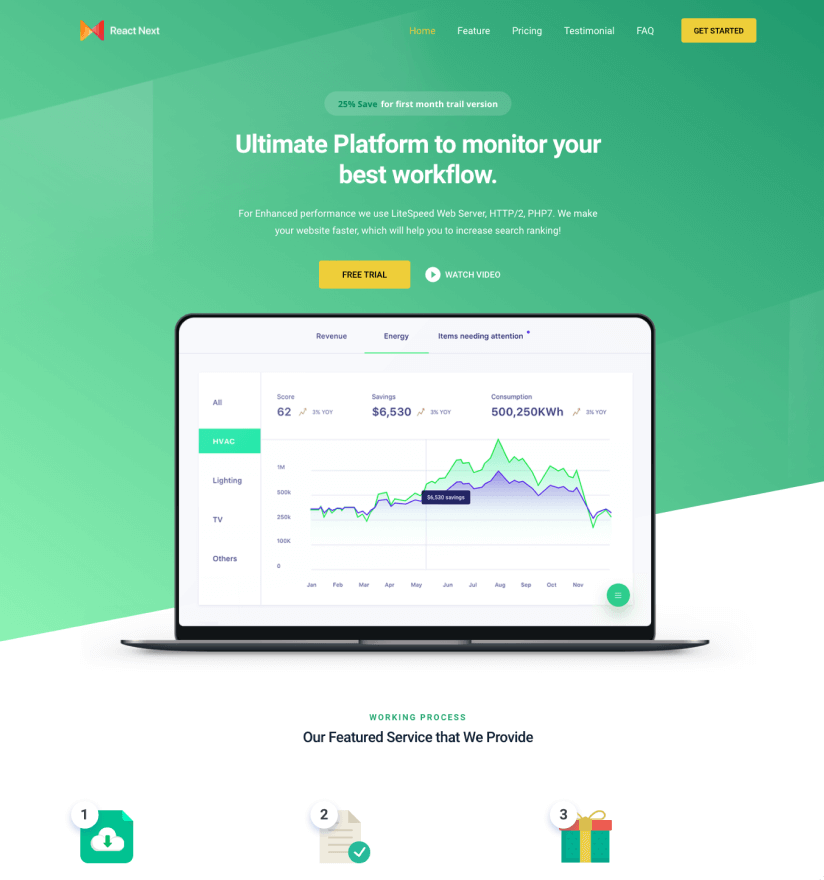 React Next
Home Feature Pricing Testimonial FAQ GET STARTED
25% Save for first month trail version
Ultimate Platform to monitor your
best workflow.
For Enhanced performance we use LiteSpeed Web Server, HTTP/2, PHP7. We make
your website faster, which will help you to increase search ranking!
FREE TRIAL WATCH VIDEO
Revenue Energy Items needing attention
All
HVAC
Lighting
TV
Others
Score Savings Consumption
62 3% YOY $6,530 3% YOY 500,250KWh 3% YOY
1M
500k
$6,530 savings
250k
100K
0
Jan Feb Mar Apr May Jun Jul Aug Sep Oct Nov
WORKING PROCESS
Our Featured Service that We Provide
1 2 3